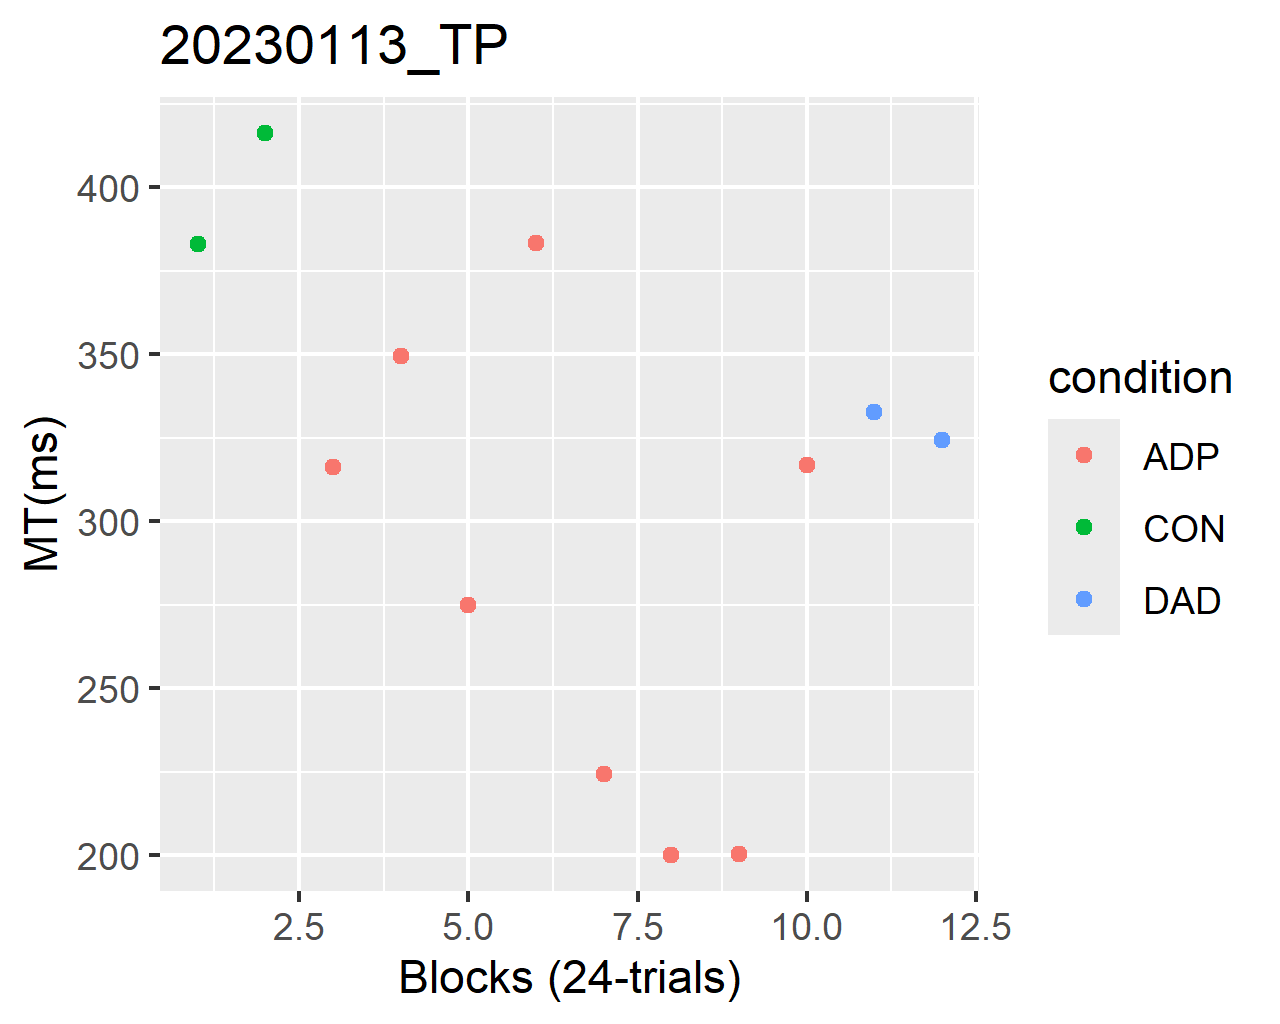 20230113_TP
400
350
300
250
200
MT(ms)
2.5 5.0 7.5 10.0 12.5
Blocks (24-trials)
condition
ADP
CON
DAD